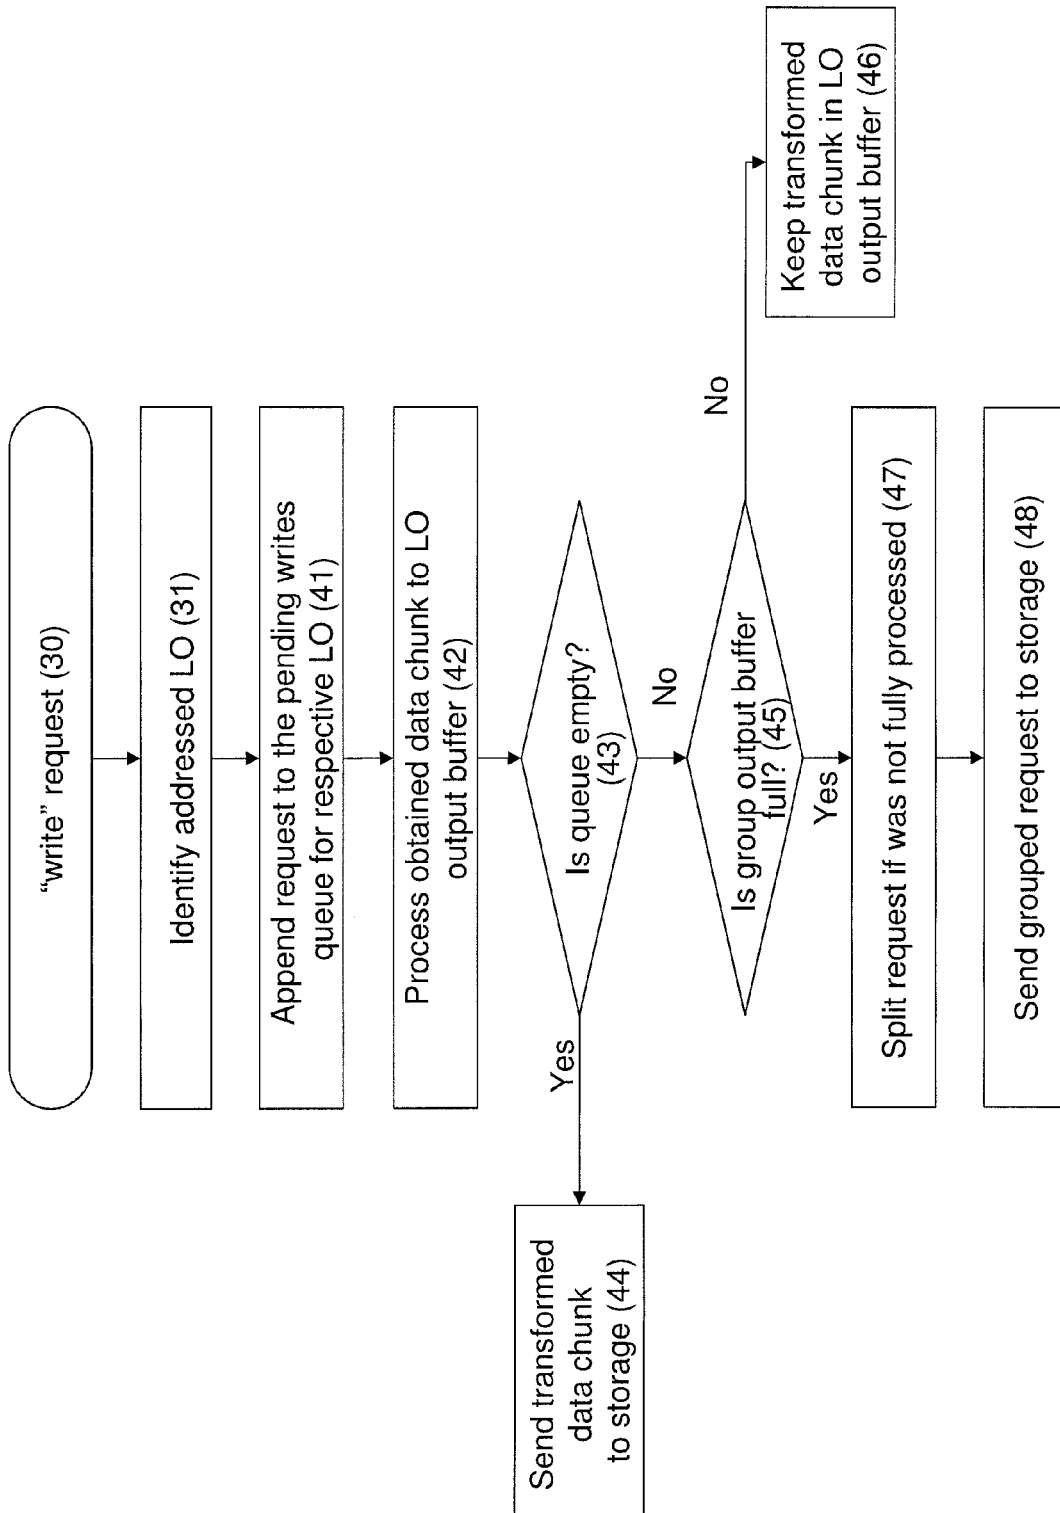 “write” request (30)
Identify addressed LO (31)
Append request to the pending writes
queue for respective LO (41)
Process obtained data chunk to LO
output buffer (42)
Is queue empty?
(43)
Yes
No
Send transformed
data chunk
to storage (44)
Is group output buffer
full? (45)
No
Yes
Keep transformed
data chunk in LO
output buffer (46)
Split request if was not fully processed (47)
Send grouped request to storage (48)